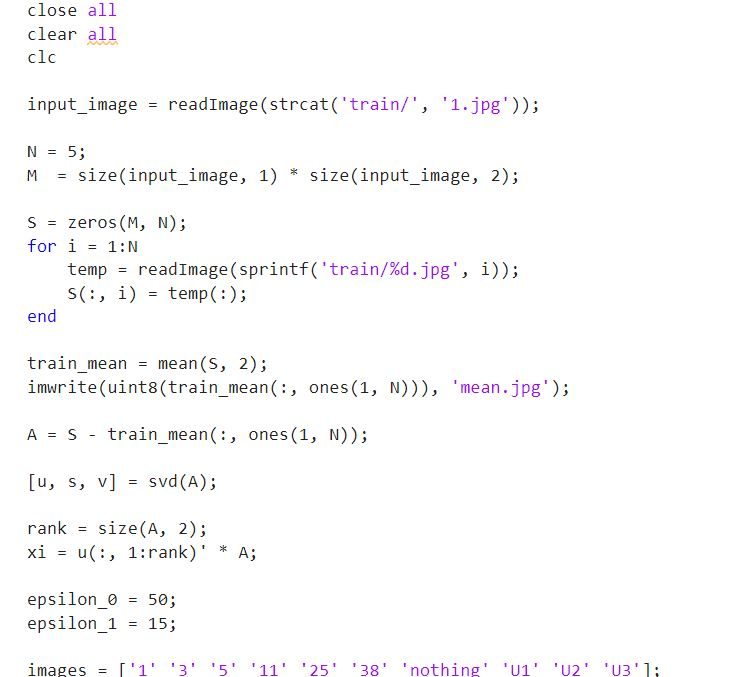 close all
clear all
clc
input_image = readImage(strcat('train/', '1.jpg'));
N = 5;
M  = size(input_image, 1) * size(input_image, 2);
S = zeros(M, N);
for i = 1:N
    temp = readImage(sprintf('train/%d.jpg', i));
    S(:, i) = temp(:);
end
train_mean = mean(S, 2);
imwrite(uint8(train_mean(:, ones(1, N))), 'mean.jpg');
A = S - train_mean(:, ones(1, N));
[u, s, v] = svd(A);
rank = size(A, 2);
xi = u(:, 1:rank)' * A;
epsilon_0 = 50;
epsilon_1 = 15;
images = ['1' '3' '5' '11' '25' '38' 'nothing' 'U1' 'U2' 'U3'];